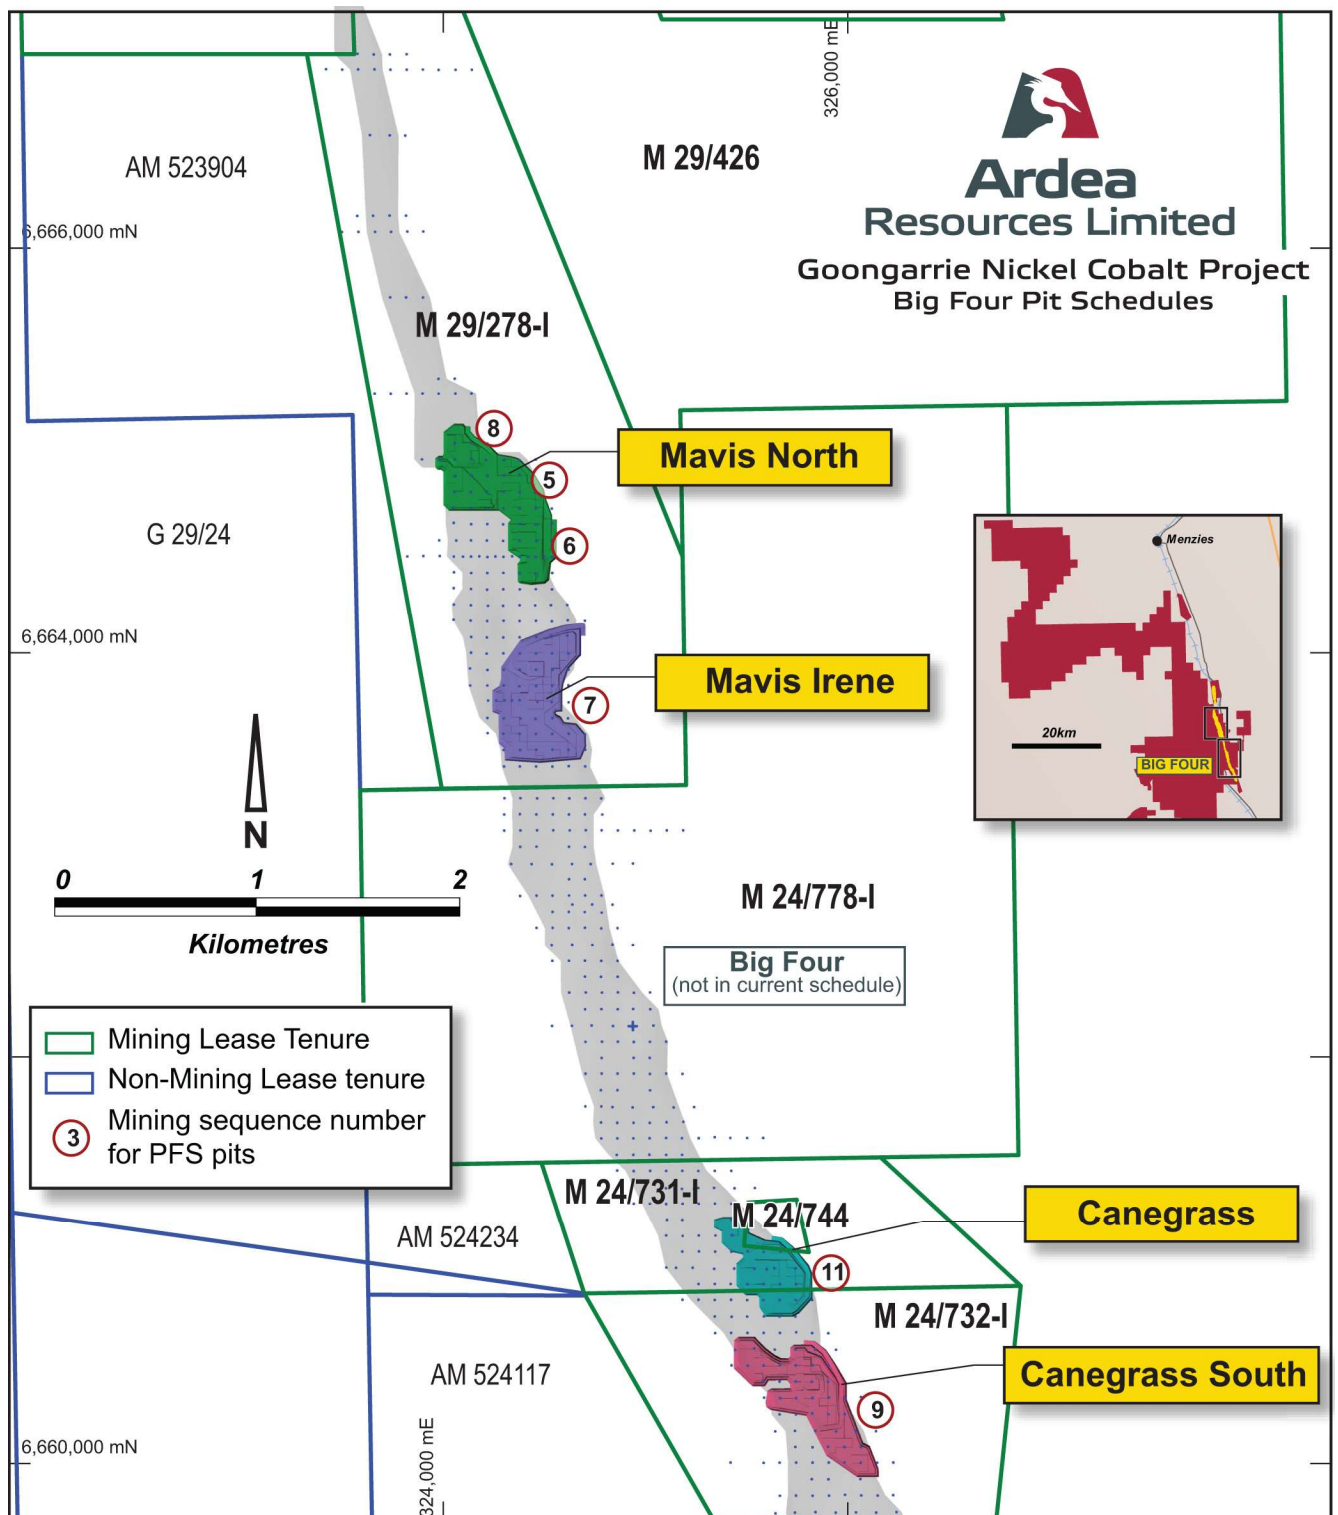 326,000 mE
Ardea
Resources Limited
Goongarrie Nickel Cobalt Project
Big Four Pit Schedules
M 29/426
AM 523904
6,666,000 mN
M 29/278-I
8
Mavis North
5
6
G 29/24
Menzies
20km
BIG FOUR
6,664,000 mN
Mavis Irene
7
N
0 1 2
Kilometres
M 24/778-I
Big Four
(not in current schedule)
Mining Lease Tenure
Non-Mining Lease tenure
3
Mining sequence number
for PFS pits
M 24/731-I
M 24/744
Canegrass
AM 524234
11
M 24/732-I
AM 524117
Canegrass South
9
324,000 mE
6,660,000 mN